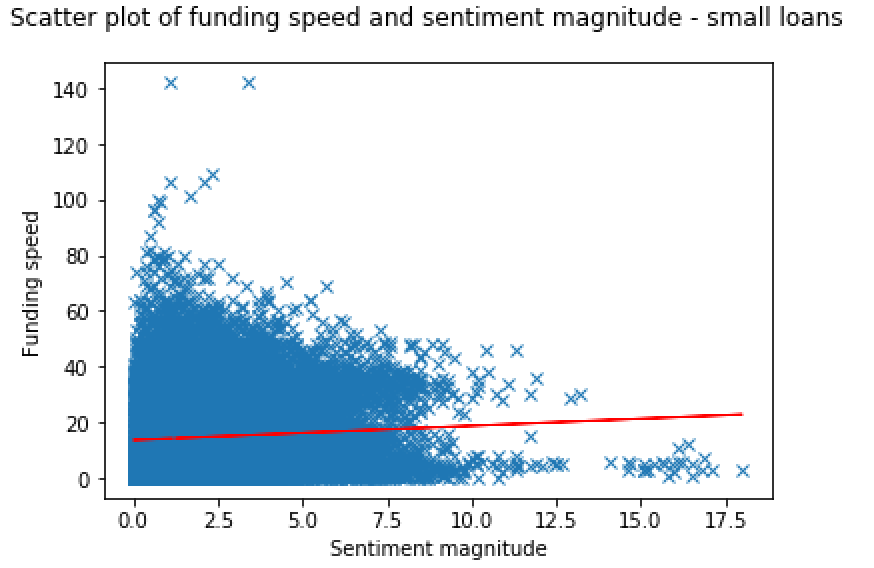 Scatter plot of funding speed and sentiment magnitude - small loans
140
120
100
80
60
40
20
0
Funding speed
0.0 2.5 5.0 7.5 10.0 12.5 15.0 17.5
Sentiment magnitude